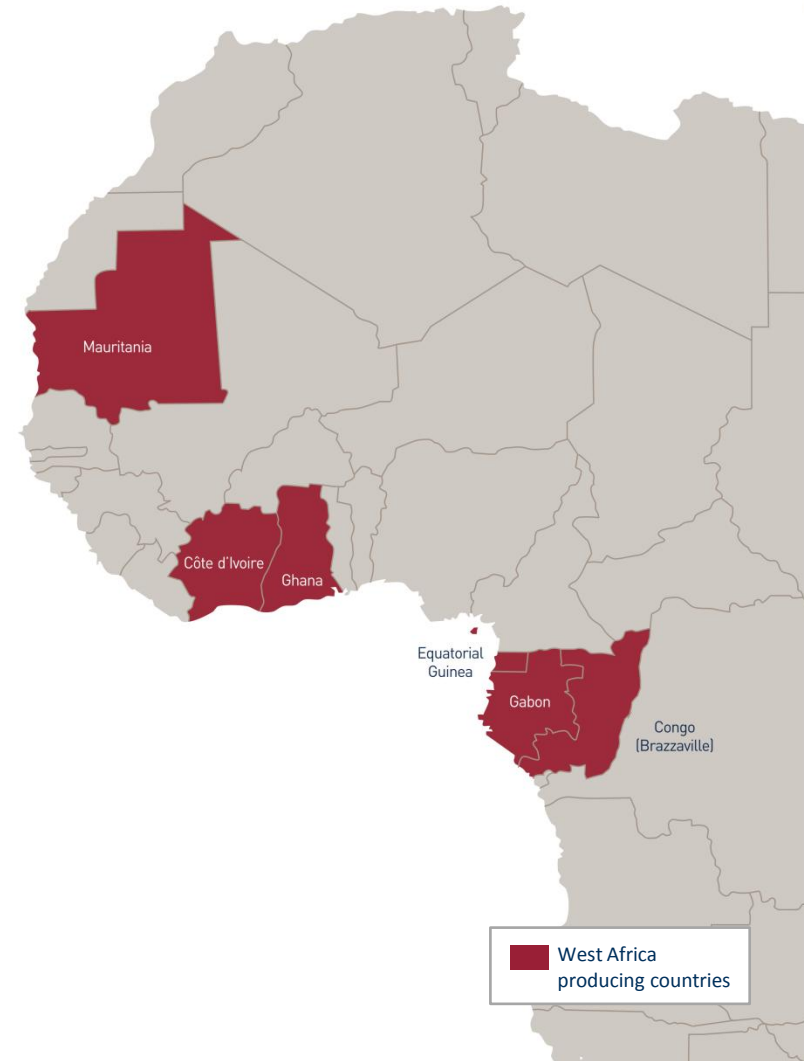 Mauritania
Côte d'Ivoire
Ghana
Equatorial
Guinea
Gabon
Congo
(Brazzaville)
West Africa
producing countries